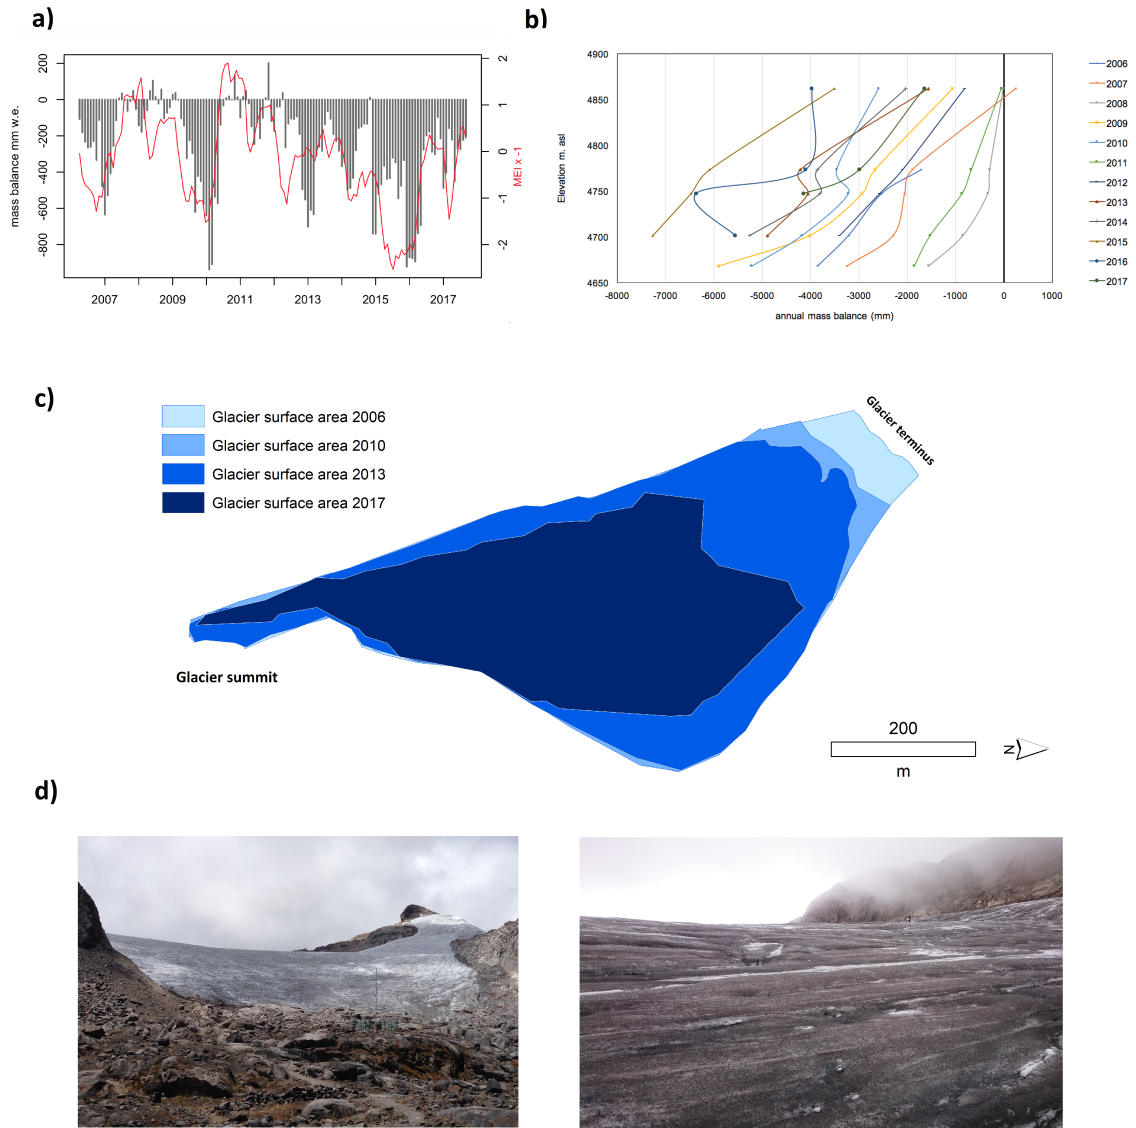 a)
mass balance mm w.e.
200
0
-200
-400
-600
-800
2
1
0
-1
-2
MEI x -1
2007
2009
2011
2013
2015
2017
b)
Elevation m. asl
4900
4850
4800
4750
4700
4650
-8000
-7000
-6000
-5000
-4000
-3000
-2000
-1000
0
1000
annual mass balance (mm)
2006
2007
2008
2009
2010
2011
2012
2013
2014
2015
2016
2017
c)
Glacier surface area 2006
Glacier surface area 2010
Glacier surface area 2013
Glacier surface area 2017
Glacier terminus
Glacier summit
200
m
N
d)